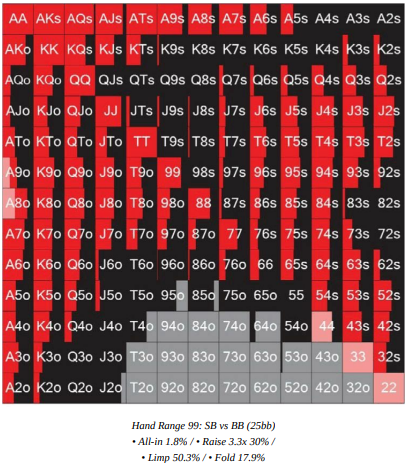 AA AKs AQs AJs ATs A9s A8s A7s A6s A5s A4s A3s A2s
AKo KK KQs KJs KTs K9s K8s K7s K6s K5s K4s K3s K2s
AQo KQo QQ QJs QTs Q9s Q8s Q7s Q6s Q5s Q4s Q3s Q2s
AJo KJo QJo JJ JTs J9s J8s J7s J6s J5s J4s J3s J2s
ATo KTo QTo JTo TT T9s T8s T7s T6s T5s T4s T3s T2s
A9o K9o Q9o J9o T9o 99 98s 97s 96s 95s 94s 93s 92s
A8o K8o Q8o J8o T8o 98o 88 87s 86s 85s 84s 83s 82s
A7o K7o Q7o J7o T7o 97o 87o 77 76s 75s 74s 73s 72s
A6o K6o Q6o J6o T6o 96o 86o 76o 66 65s 64s 63s 62s
A5o K5o Q5o J5o T5o 95o 85o 75o 65o 55 54s 53s 52s
A4o K4o Q4o J4o T4o 94o 84o 74o 64o 54o 44 43s 42s
A3o K3o Q3o J3o T3o 93o 83o 73o 63o 53o 43o 33 32s
A2o K2o Q2o J2o T2o 92o 82o 72o 62o 52o 42o 32o 22
Hand Range 99: SB vs BB (25bb)
• All-in 1.8% / • Raise 3.3x 30% /
• Limp 50.3% / • Fold 17.9%